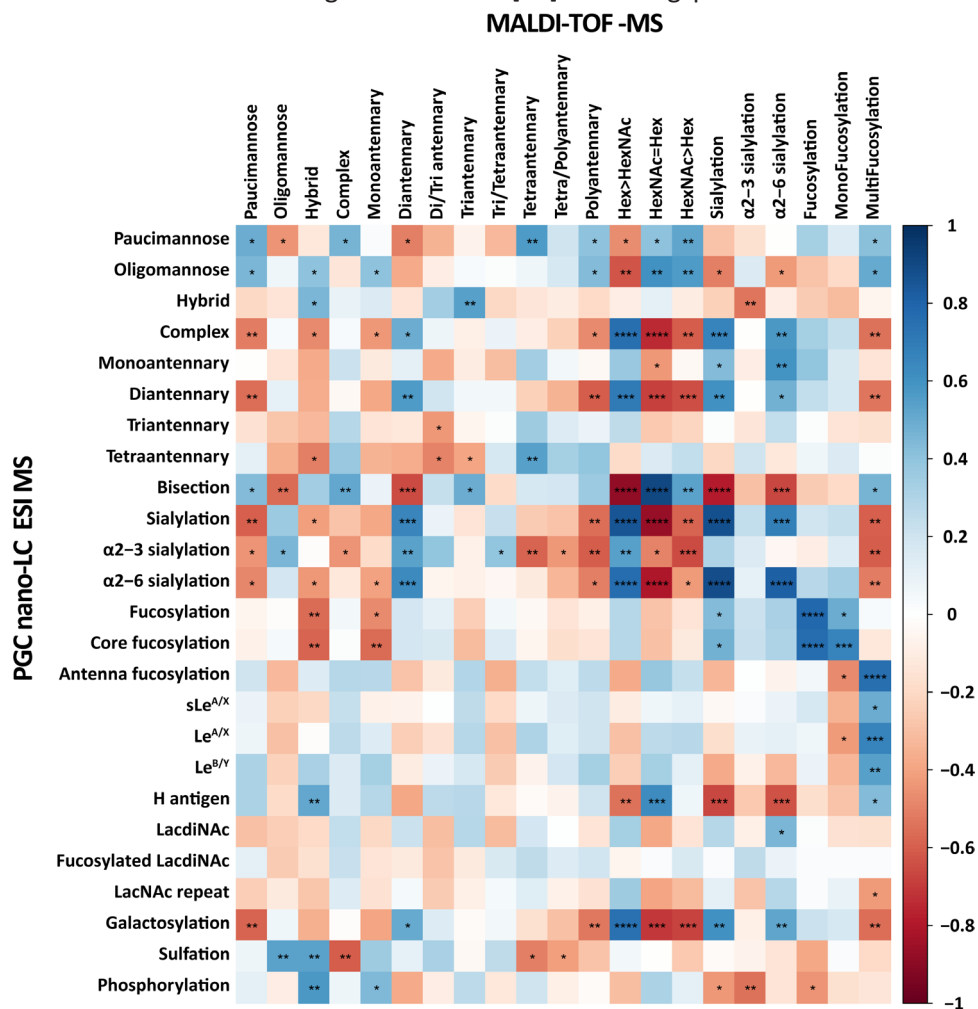 MALDI-TOF -MS
Paucimannose
Oligomannose
Hybrid
Complex
Monoantennary
Diantennary
Di/Tri antennary
Triantennary
Tri/Tetraantennary
Tetraantennary
Tetra/Polyantennary
Polyantennary
Hex>HexNAc
HexNAc=Hex
HexNAc>Hex
Sialylation
α2−3 sialylation
α2−6 sialylation
Fucosylation
MonoFucosylation
MultiFucosylation
PGC nano-LC ESI MS
Paucimannose * * * * ** * * * ** *
Oligomannose * * * * ** ** ** * * *
Hybrid * ** **
Complex ** * * * * **** **** ** *** ** **
Monoantennary * * **
Diantennary ** ** ** *** *** *** ** * **
Triantennary *
Tetraantennary * * * **
Bisection * ** ** *** * **** **** ** **** *** *
Sialylation ** * *** ** **** **** ** **** *** **
α2−3 sialylation * * * ** * ** * ** ** * *** **
α2−6 sialylation * * * *** * **** **** * **** **** *
Fucosylation ** * * **** *
Core fucosylation ** ** * **** ***
Antenna fucosylation * ****
sLeᴬ/ˣ *
Leᴬ/ˣ * ***
Leᴮ/ʸ **
H antigen ** ** *** *** *** *
LacdiNAc *
Fucosylated LacdiNAc
LacNAc repeat *
Galactosylation ** * ** **** *** *** ** ** **
Sulfation ** ** ** * *
Phosphorylation ** * * ** *
1
0.8
0.6
0.4
0.2
0
−0.2
−0.4
−0.6
−0.8
−1